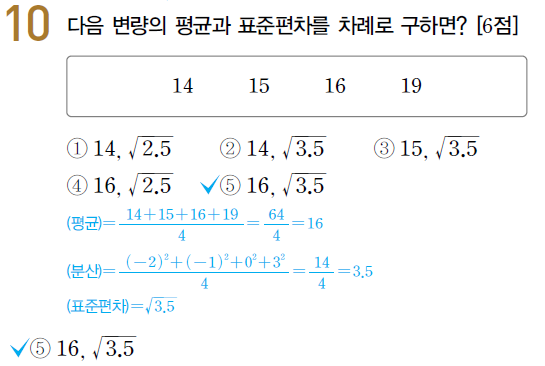 10 다음 변량의 평균과 표준편차를 차례로 구하면? [6점]
14 15 16 19
① 14, √2.5 ② 14, √3.5 ③ 15, √3.5
④ 16, √2.5 ✓⑤ 16, √3.5
(평균)=(14+15+16+19)/4=64/4=16
(분산)=((-2)²+(-1)²+0²+3²)/4=14/4=3.5
(표준편차)=√3.5
✓⑤ 16, √3.5